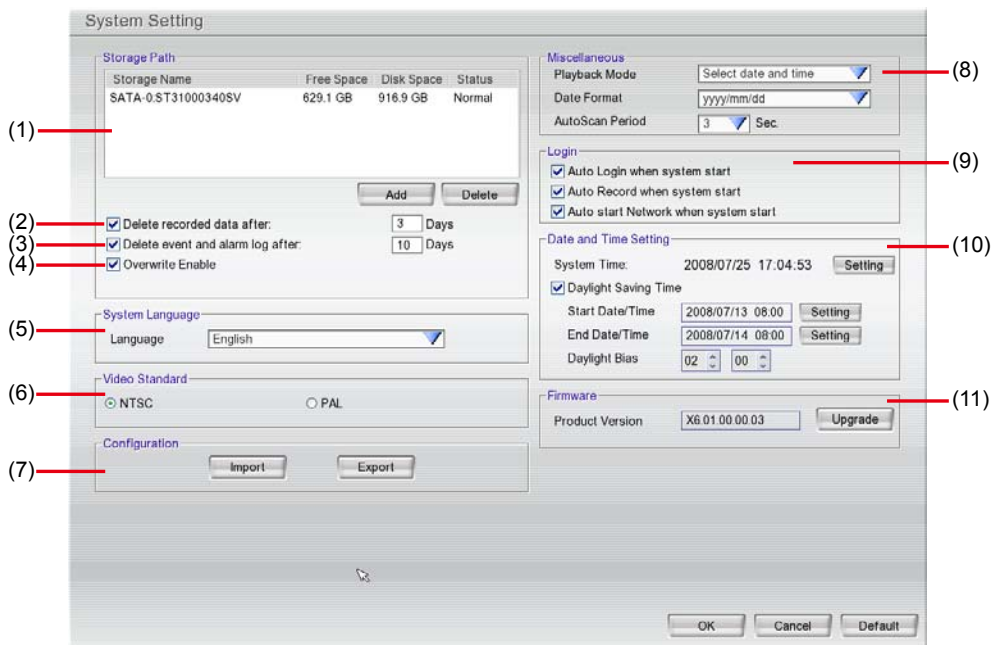 System Setting
Storage Path
Storage Name Free Space Disk Space Status
SATA-0:ST31000340SV 629.1 GB 916.9 GB Normal
(1)
Add Delete
(2) Delete recorded data after: 3 Days
(3) Delete event and alarm log after: 10 Days
(4) Overwrite Enable
System Language
(5) Language English
Video Standard
(6) NTSC PAL
Configuration
(7) Import Export
Miscellaneous
Playback Mode Select date and time (8)
Date Format yyyy/mm/dd
AutoScan Period 3 Sec.
Login (9)
Auto Login when system start
Auto Record when system start
Auto start Network when system start
Date and Time Setting (10)
System Time: 2008/07/25 17:04:53 Setting
Daylight Saving Time
Start Date/Time 2008/07/13 08:00 Setting
End Date/Time 2008/07/14 08:00 Setting
Daylight Bias 02 00
Firmware (11)
Product Version X6.01.00.00.03 Upgrade
OK Cancel Default